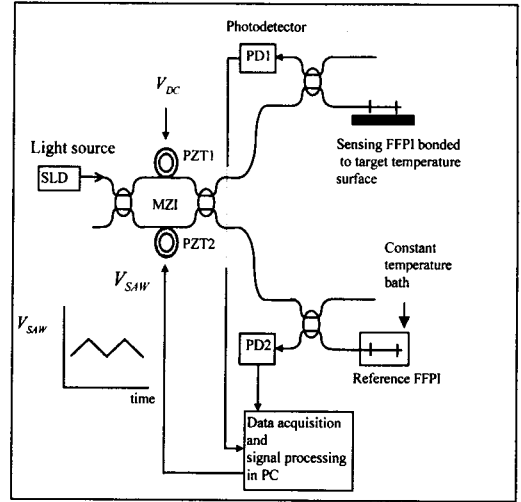 Photodetector
PD1
V_DC
Light source
PZT1
Sensing FFPI bonded
to target temperature
surface
SLD
MZI
PZT2
Constant
temperature
bath
V_SAW
V_SAW
PD2
Reference FFPI
time
Data acquisition
and
signal processing
in PC